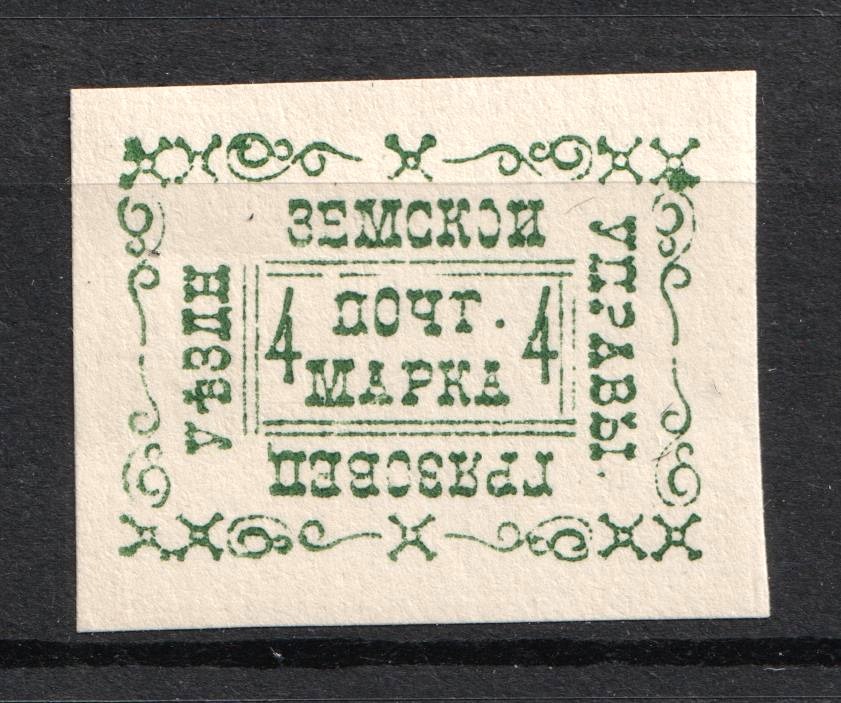 ГРЯЗОВЕЦ
УѢЗДН
ЗЕМСКОЙ
УПРАВЫ.
4 ПОЧТ. 4
МАРКА